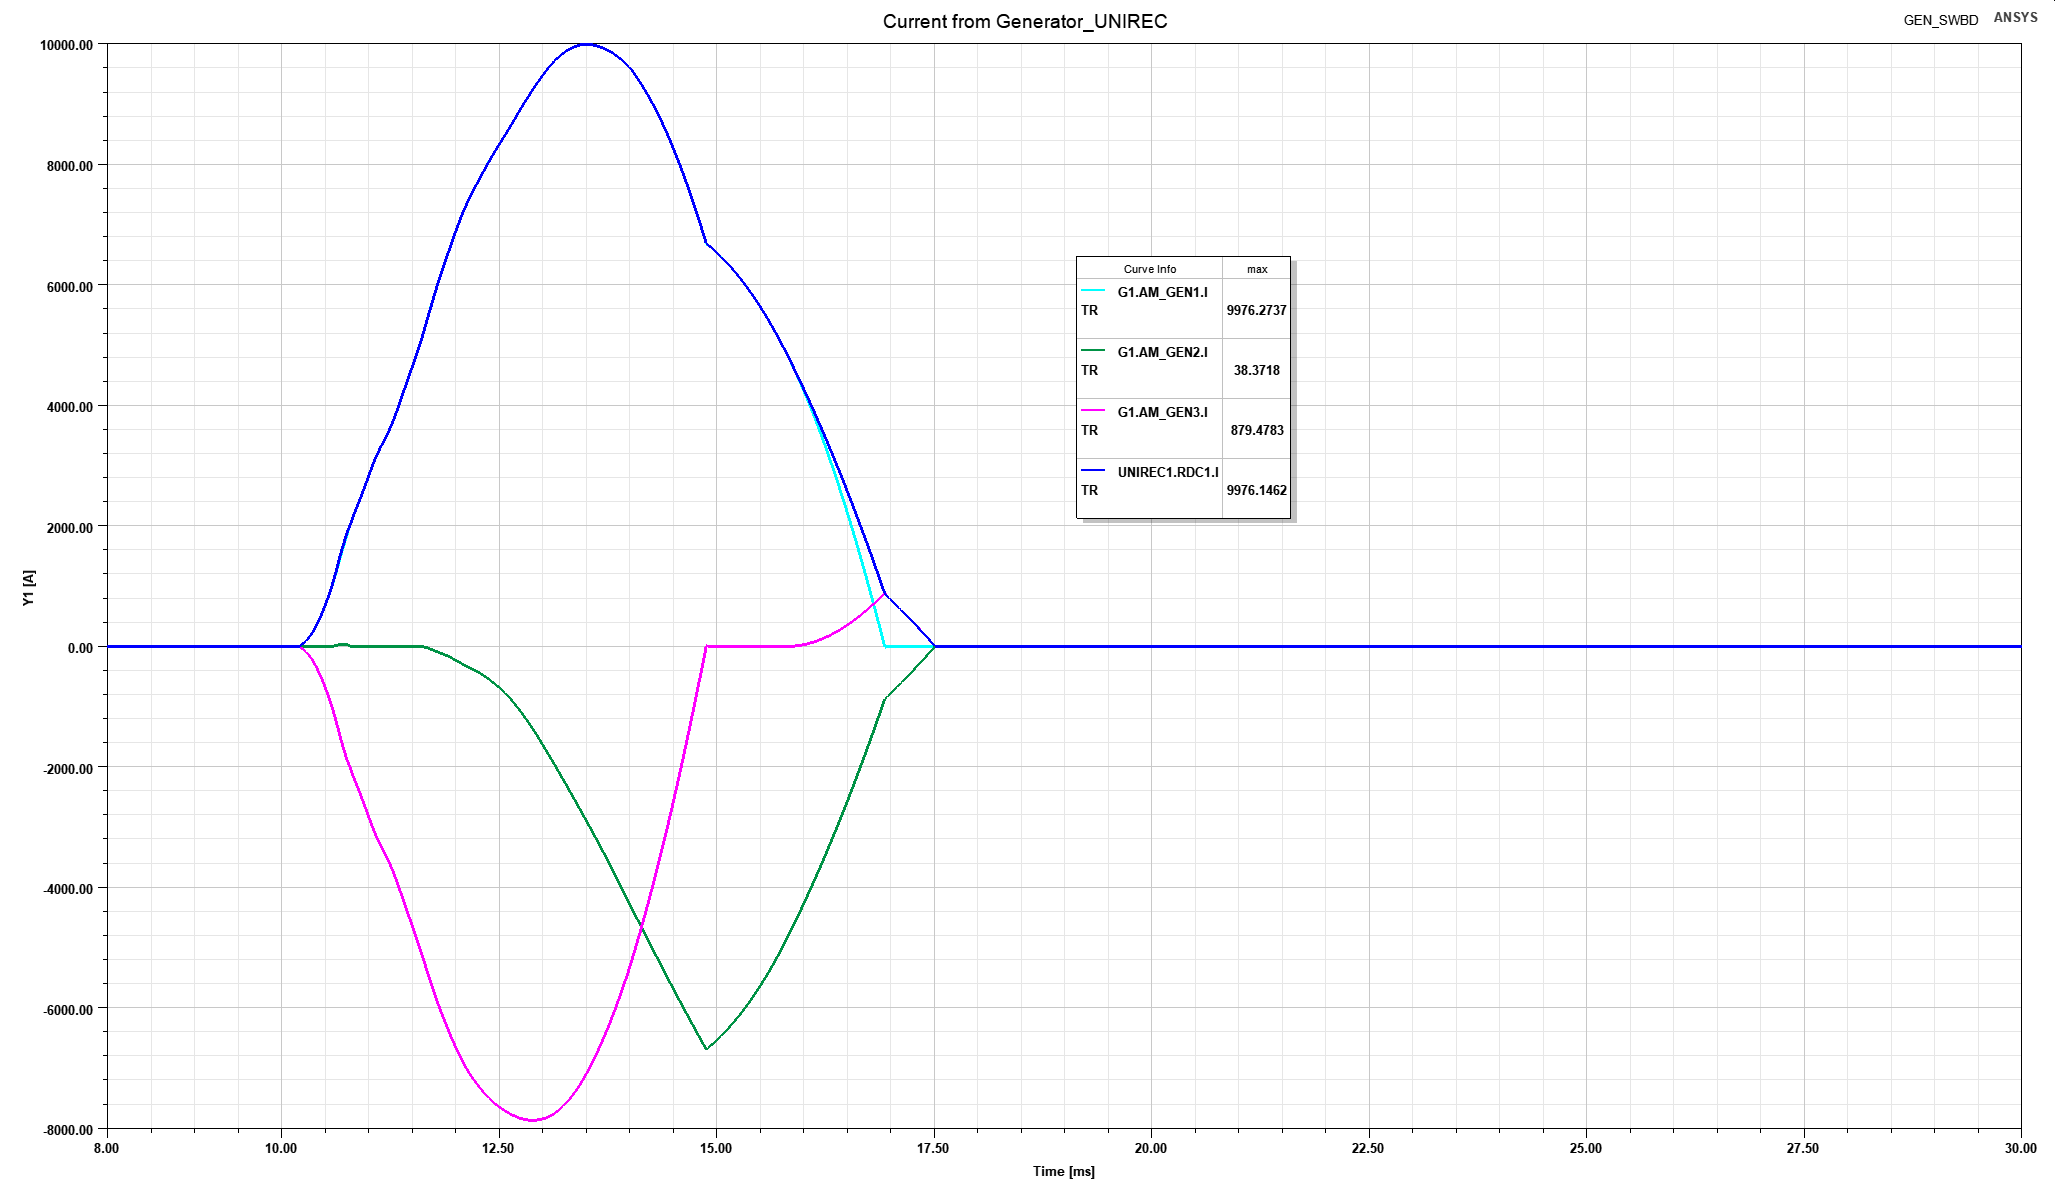 Current from Generator_UNIREC
GEN_SWBD ANSYS
10000.00
8000.00
6000.00
4000.00
2000.00
0.00
-2000.00
-4000.00
-6000.00
-8000.00
Y1 [A]
Curve Info max
G1.AM_GEN1.I
TR 9976.2737
G1.AM_GEN2.I
TR 38.3718
G1.AM_GEN3.I
TR 879.4783
UNIREC1.RDC1.I
TR 9976.1462
8.00 10.00 12.50 15.00 17.50 20.00 22.50 25.00 27.50 30.00
Time [ms]